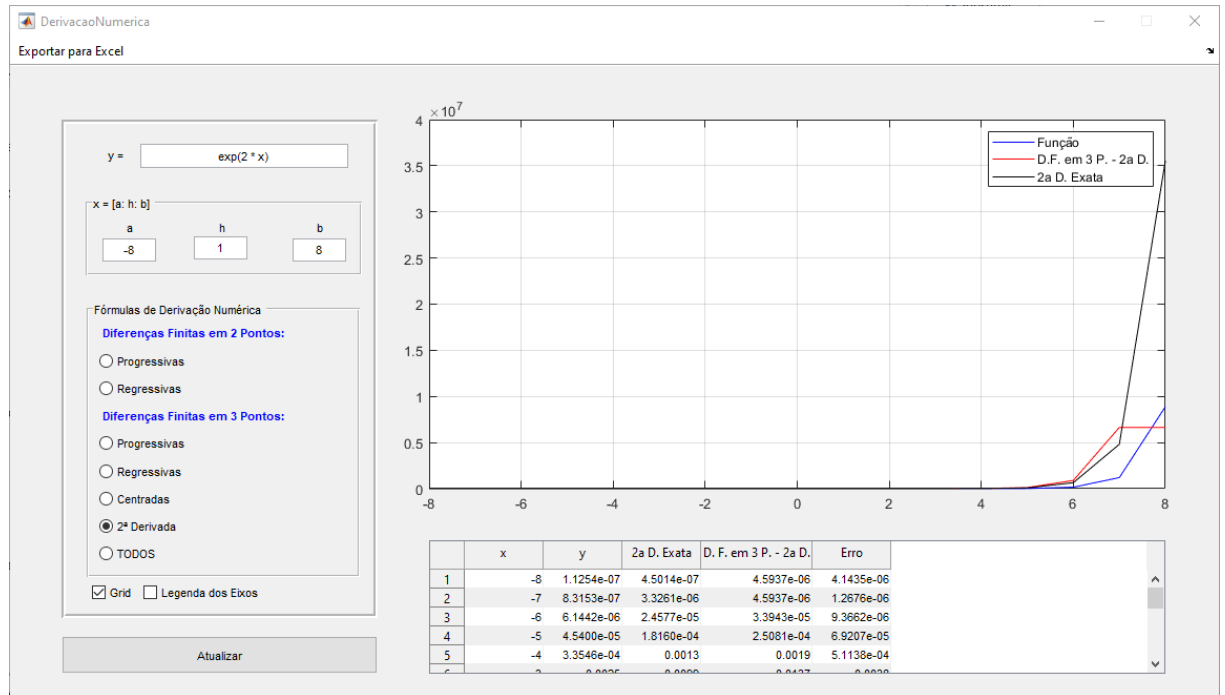 DerivacaoNumerica
Exportar para Excel
y = exp(2 * x)
x = [a: h: b]
a h b
-8 1 8
Fórmulas de Derivação Numérica
Diferenças Finitas em 2 Pontos:
Progressivas
Regressivas
Diferenças Finitas em 3 Pontos:
Progressivas
Regressivas
Centradas
2ª Derivada
TODOS
Grid Legenda dos Eixos
Atualizar
×10⁷
4
3.5
3
2.5
2
1.5
1
0.5
0
-8 -6 -4 -2 0 2 4 6 8
Função
D.F. em 3 P. - 2a D.
2a D. Exata
x y 2a D. Exata D. F. em 3 P. - 2a D. Erro
1 -8 1.1254e-07 4.5014e-07 4.5937e-06 4.1435e-06
2 -7 8.3153e-07 3.3261e-06 4.5937e-06 1.2676e-06
3 -6 6.1442e-06 2.4577e-05 3.3943e-05 9.3662e-06
4 -5 4.5400e-05 1.8160e-04 2.5081e-04 6.9207e-05
5 -4 3.3546e-04 0.0013 0.0019 5.1138e-04